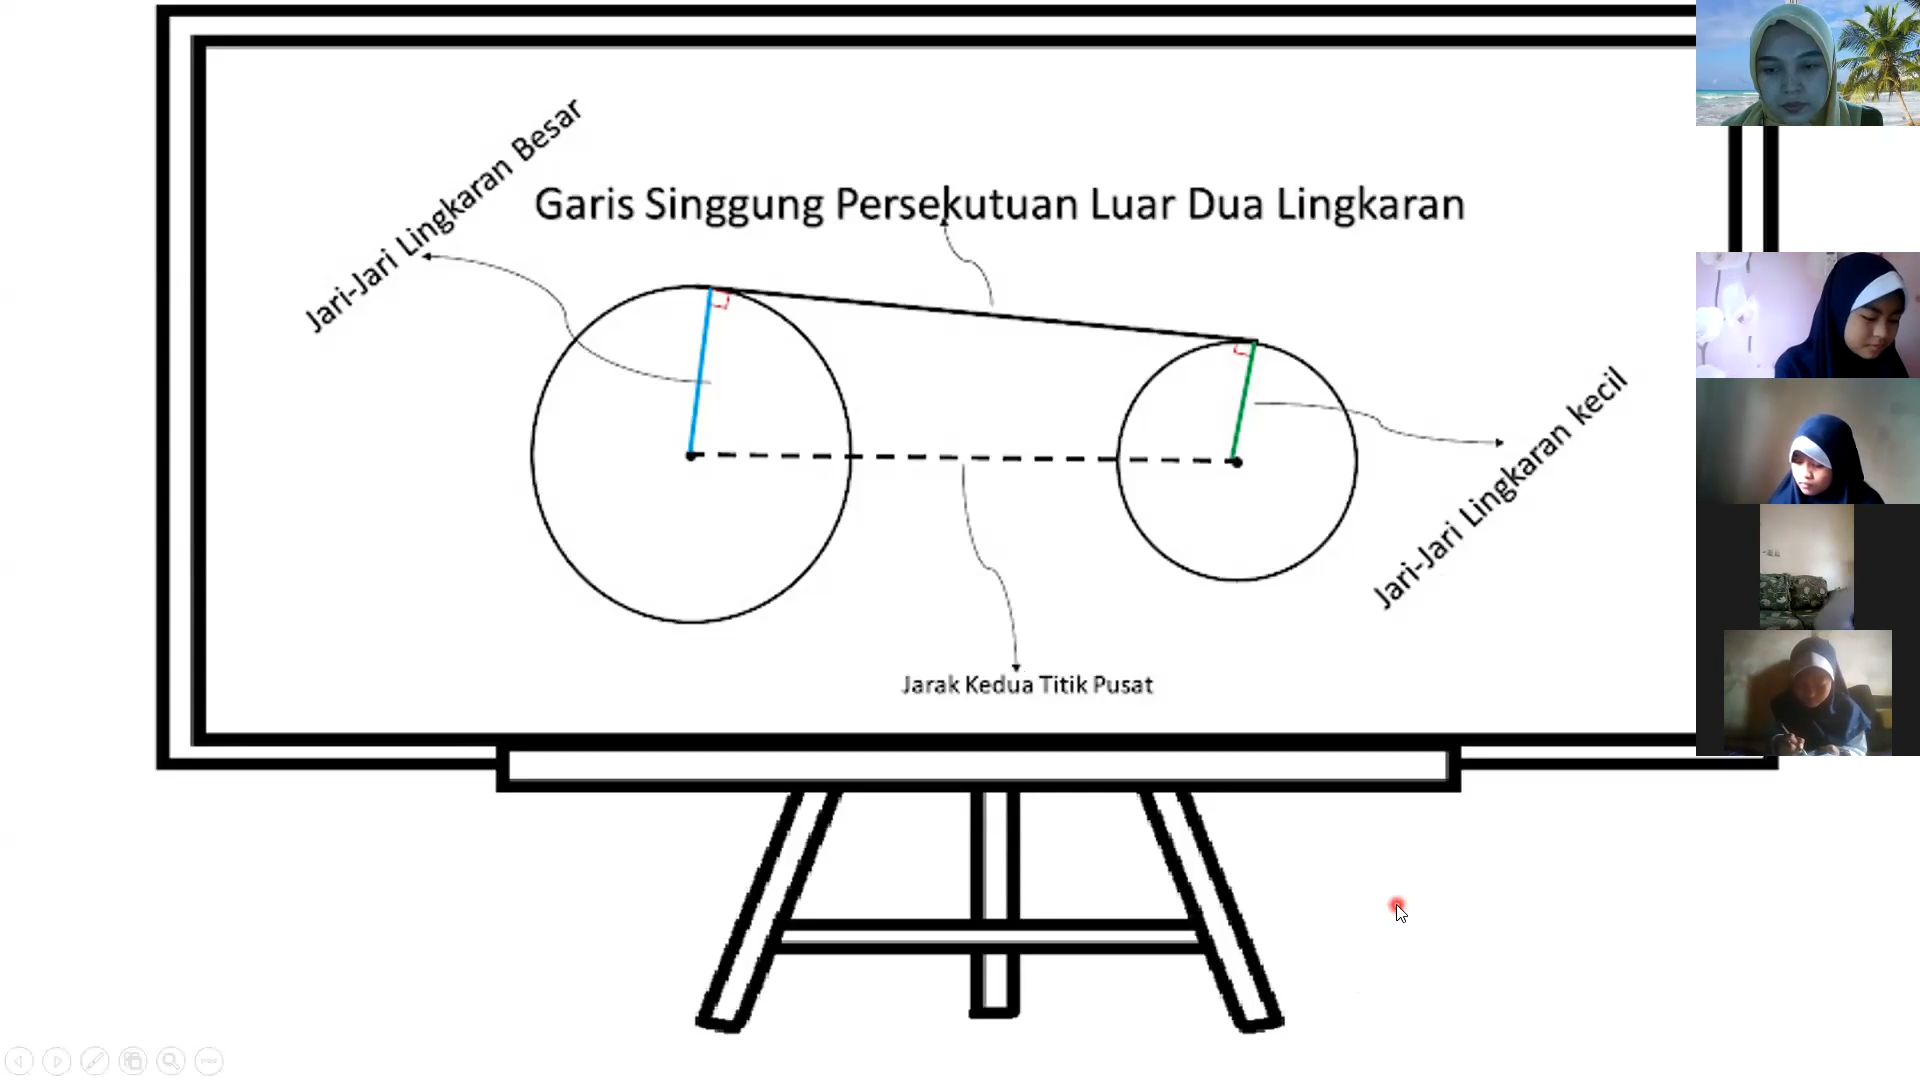 Jari-Jari Lingkaran Besar
Garis Singgung Persekutuan Luar Dua Lingkaran
Jari-Jari Lingkaran kecil
Jarak Kedua Titik Pusat